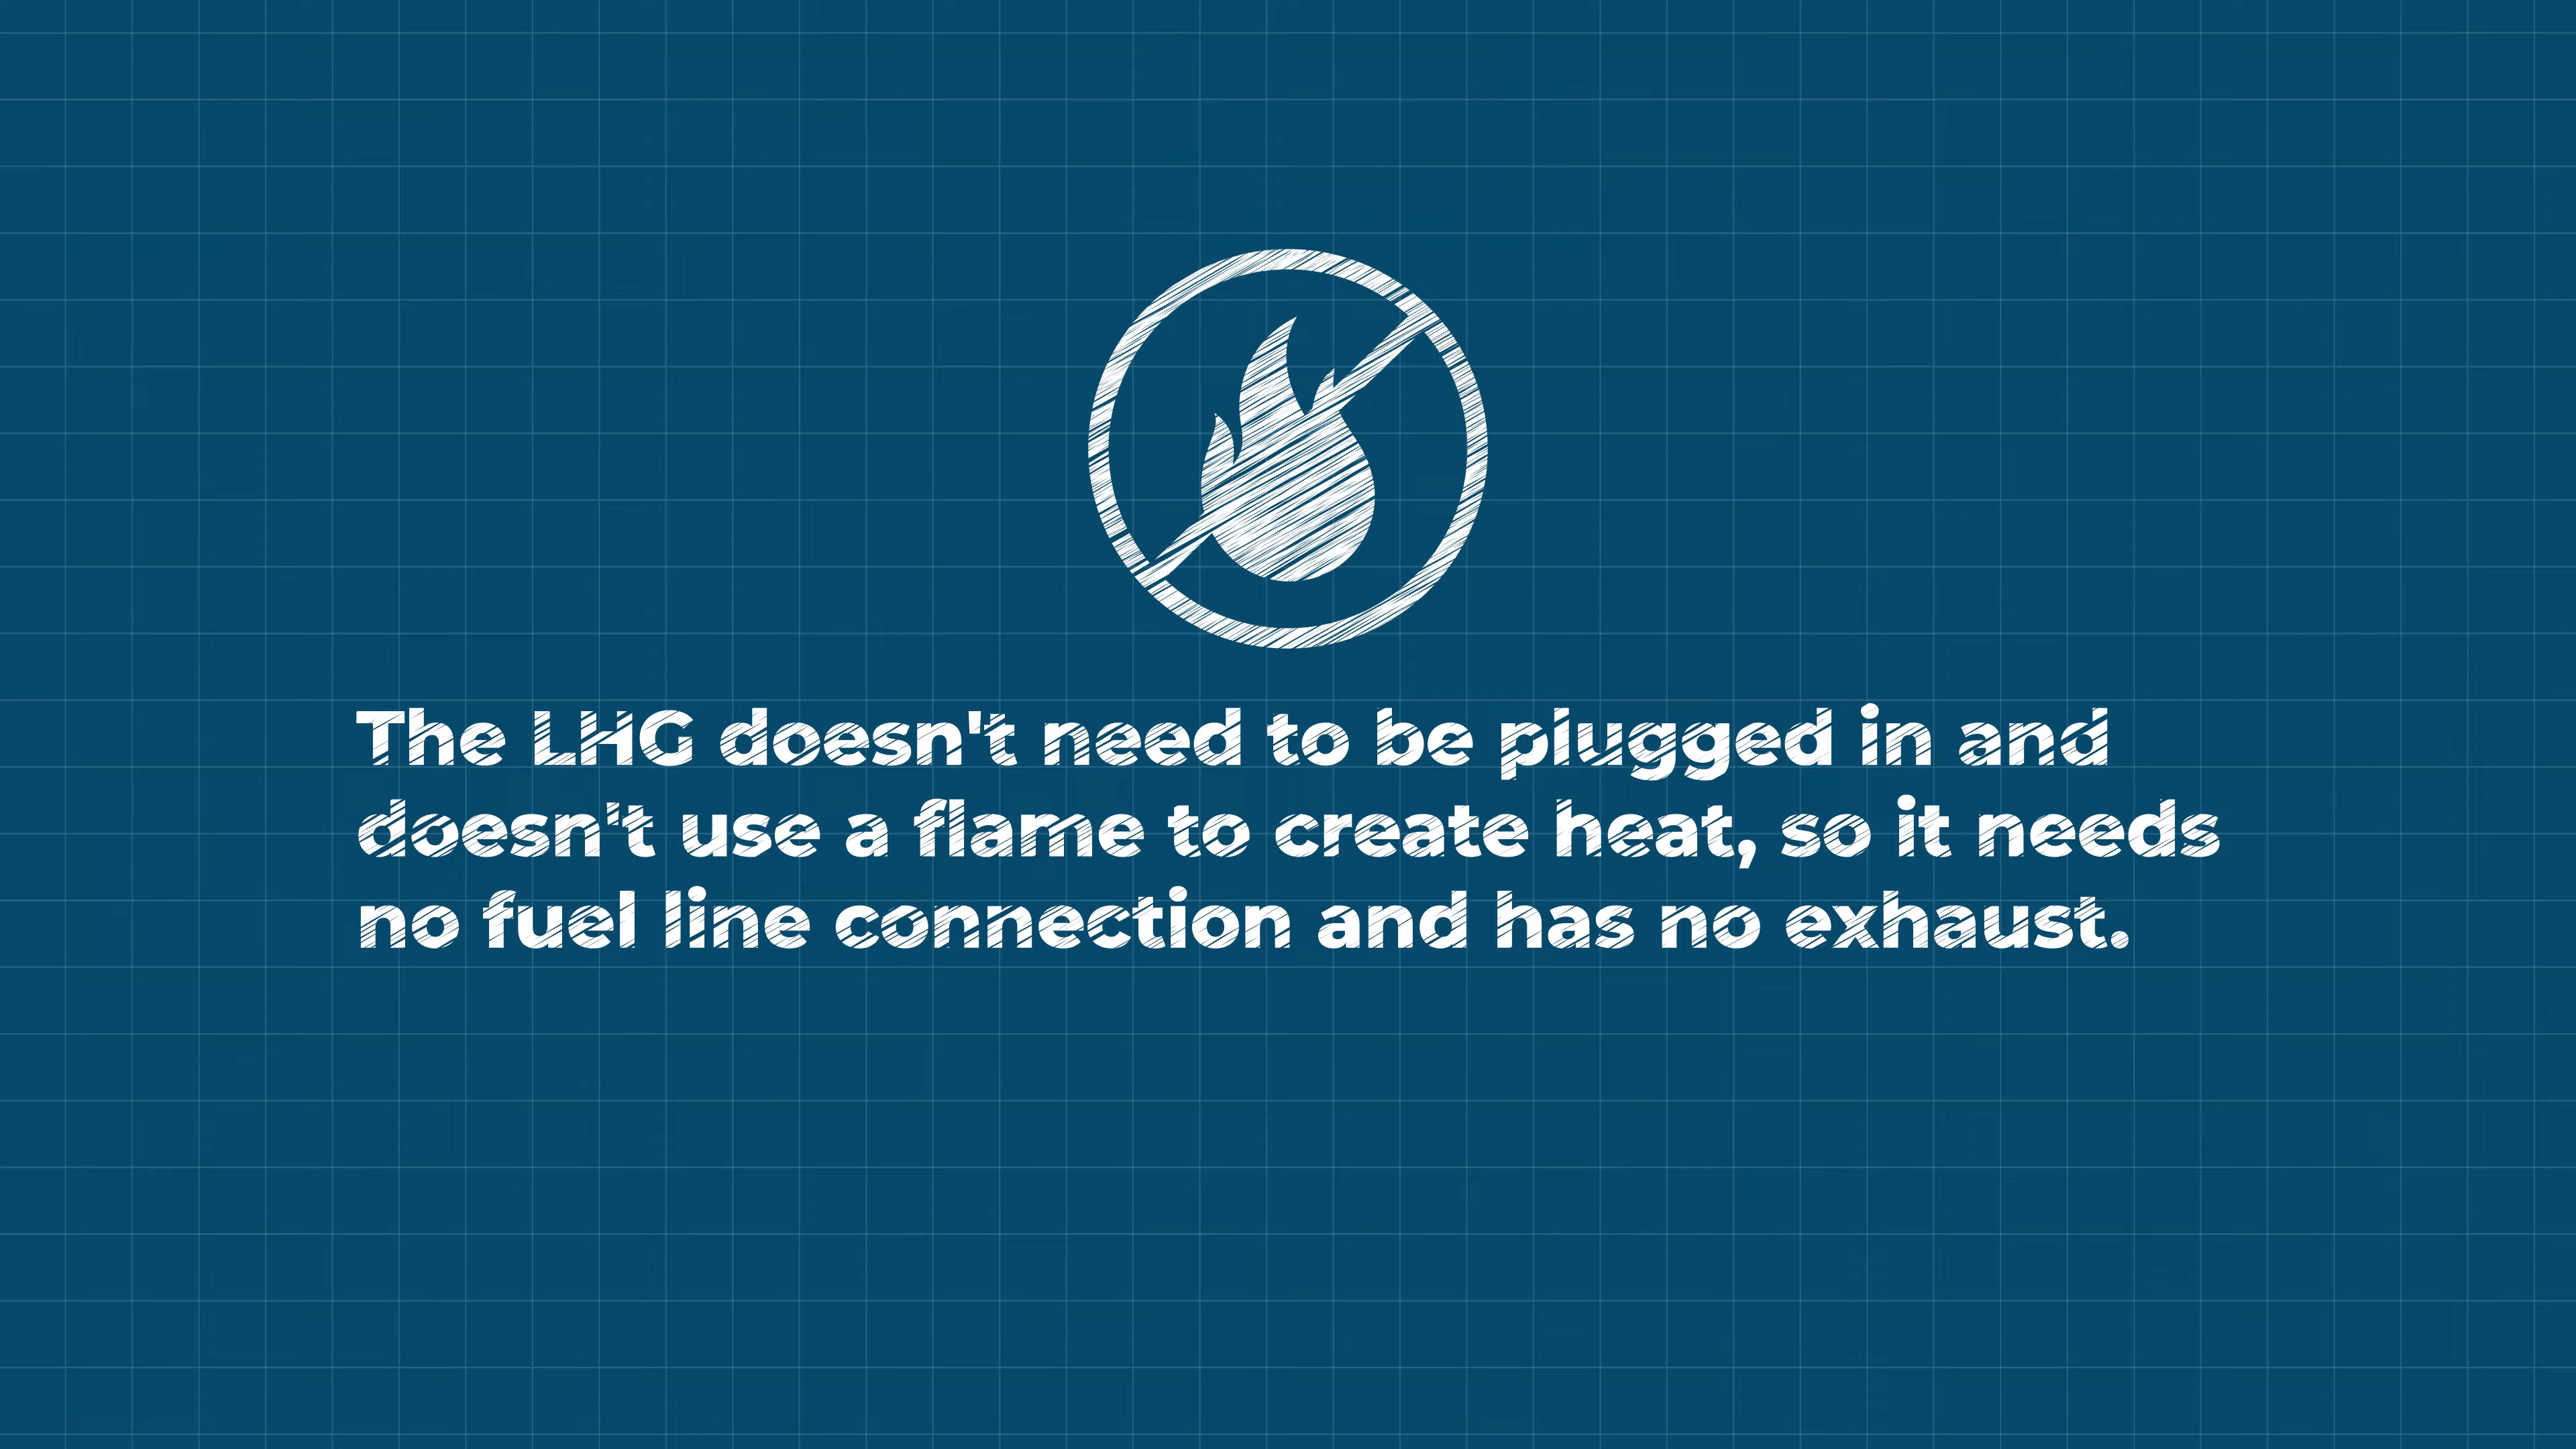 The LHG doesn't need to be plugged in and
doesn't use a flame to create heat, so it needs
no fuel line connection and has no exhaust.